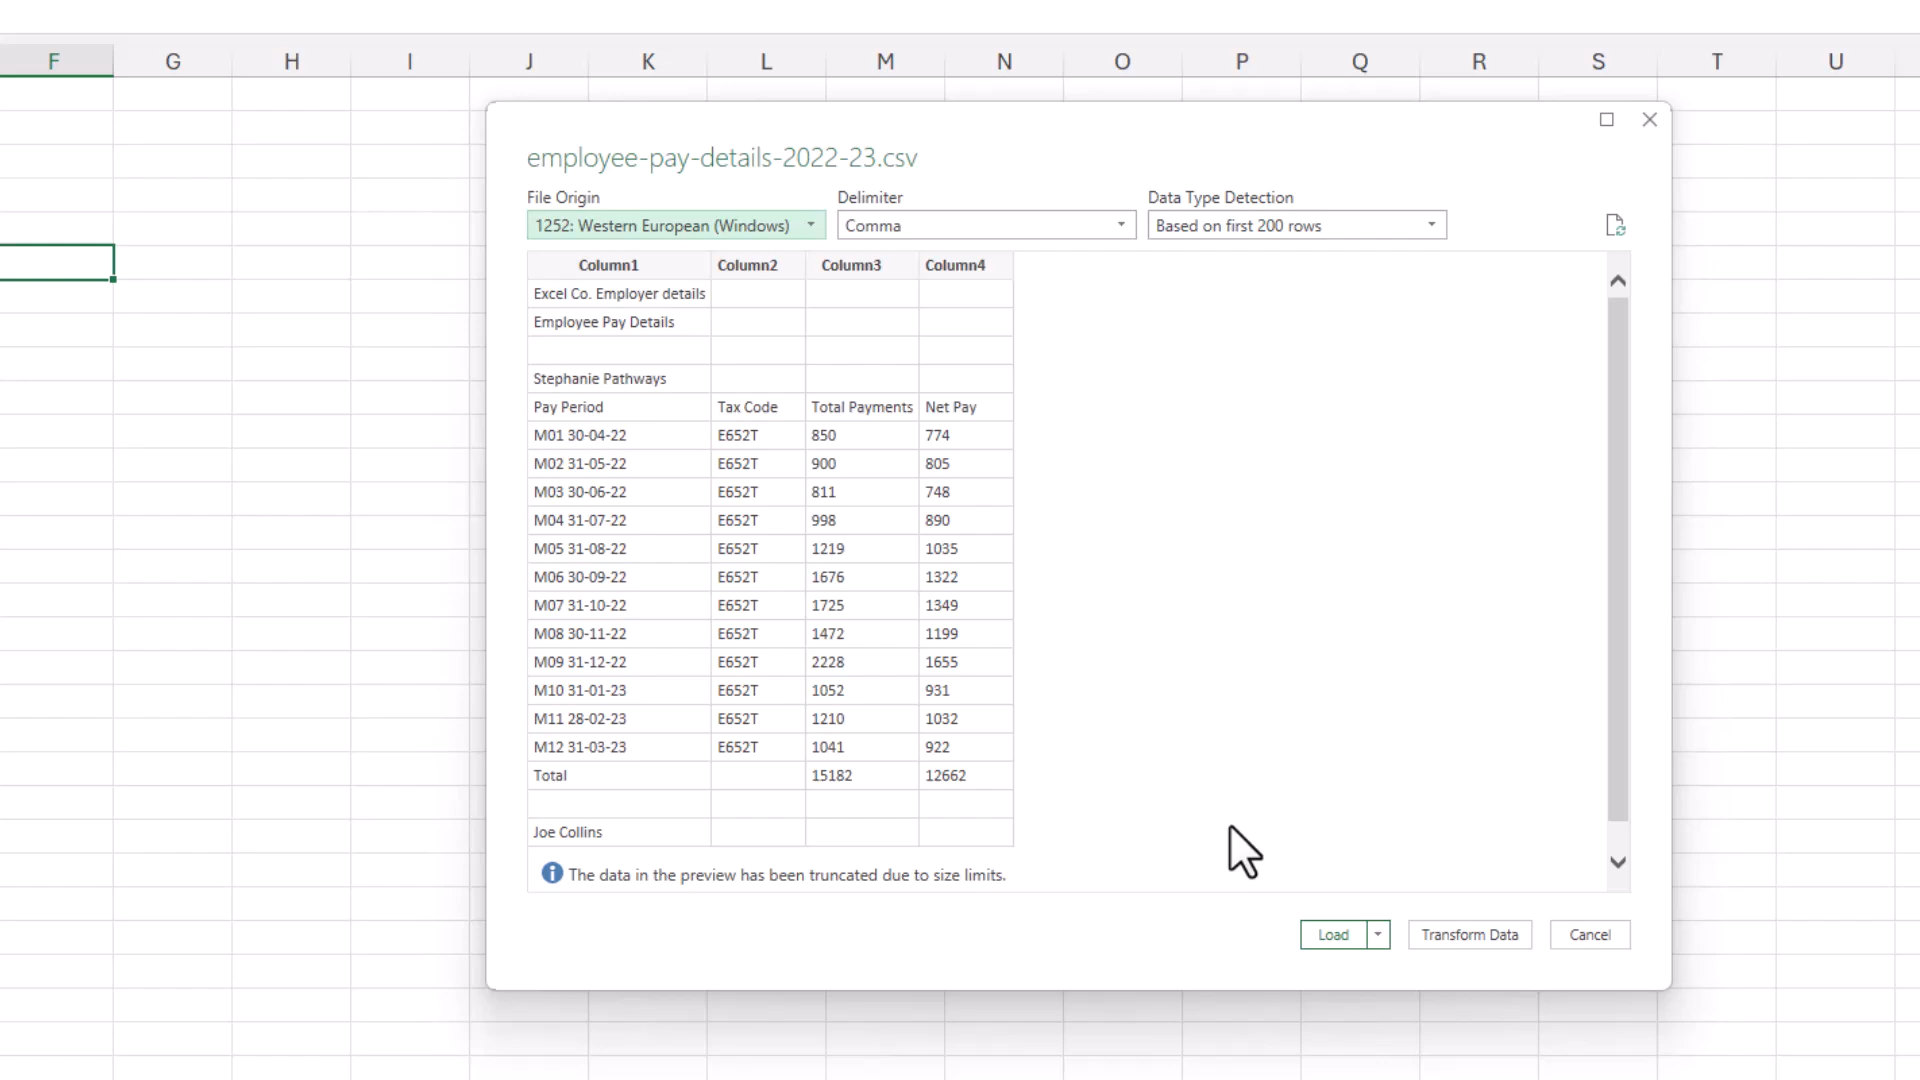 F G H I J K L M N O P Q R S T U
employee-pay-details-2022-23.csv
File Origin Delimiter Data Type Detection
1252: Western European (Windows) Comma Based on first 200 rows
Column1 Column2 Column3 Column4
Excel Co. Employer details
Employee Pay Details
Stephanie Pathways
Pay Period Tax Code Total Payments Net Pay
M01 30-04-22 E652T 850 774
M02 31-05-22 E652T 900 805
M03 30-06-22 E652T 811 748
M04 31-07-22 E652T 998 890
M05 31-08-22 E652T 1219 1035
M06 30-09-22 E652T 1676 1322
M07 31-10-22 E652T 1725 1349
M08 30-11-22 E652T 1472 1199
M09 31-12-22 E652T 2228 1655
M10 31-01-23 E652T 1052 931
M11 28-02-23 E652T 1210 1032
M12 31-03-23 E652T 1041 922
Total 15182 12662
Joe Collins
The data in the preview has been truncated due to size limits.
Load Transform Data Cancel